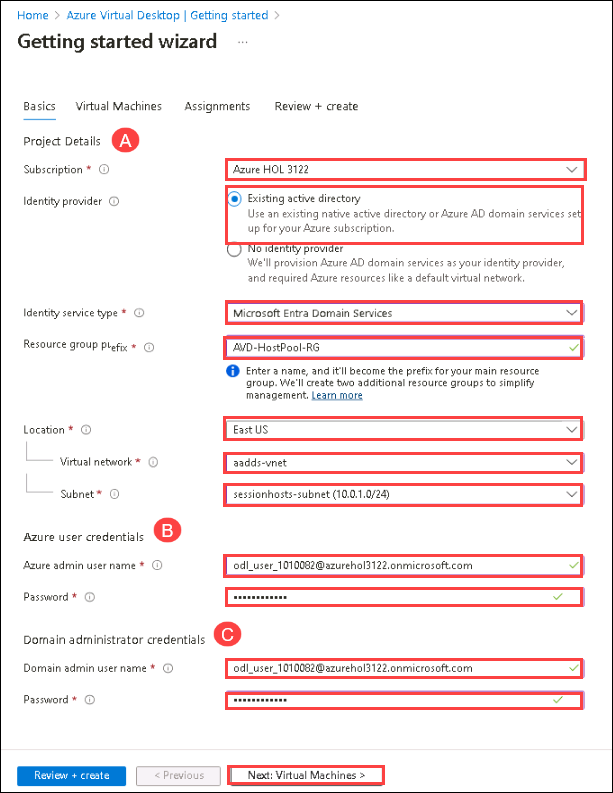 Home > Azure Virtual Desktop | Getting started >
Getting started wizard ...
Basics Virtual Machines Assignments Review + create
Project Details A
Subscription * Azure HOL 3122
Identity provider Existing active directory
Use an existing native active directory or Azure AD domain services set
up for your Azure subscription.
No identity provider
We'll provision Azure AD domain services as your identity provider,
and required Azure resources like a default virtual network.
Identity service type * Microsoft Entra Domain Services
Resource group prefix * AVD-HostPool-RG
Enter a name, and it'll become the prefix for your main resource
group. We'll create two additional resource groups to simplify
management. Learn more
Location * East US
Virtual network * aadds-vnet
Subnet * sessionhosts-subnet (10.0.1.0/24)
Azure user credentials B
Azure admin user name * odl_user_1010082@azurehol3122.onmicrosoft.com
Password * ••••••••••••
Domain administrator credentials C
Domain admin user name * odl_user_1010082@azurehol3122.onmicrosoft.com
Password * ••••••••••••
Review + create < Previous Next: Virtual Machines >